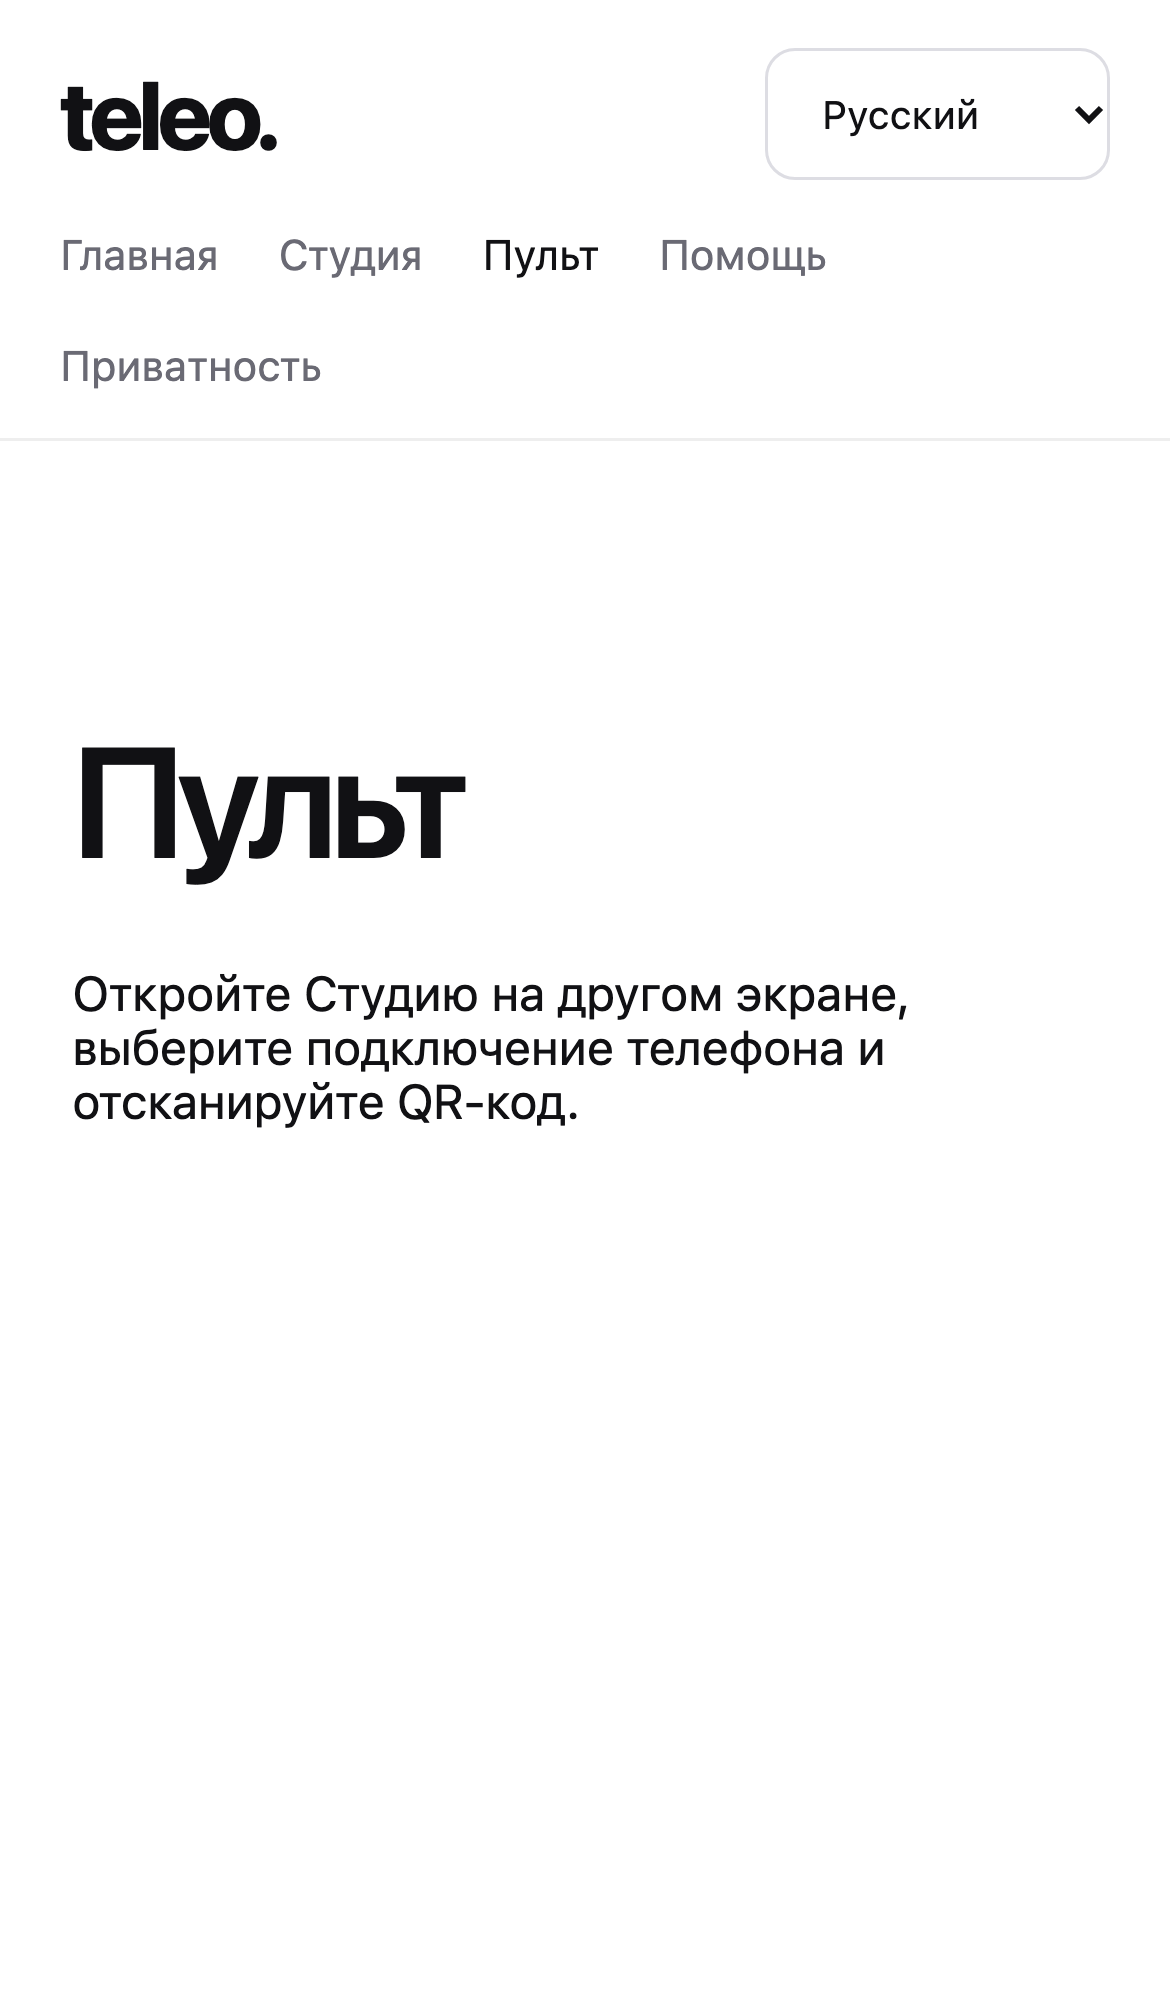 teleo.
Русский
Главная Студия Пульт Помощь
Приватность
Пульт
Откройте Студию на другом экране,
выберите подключение телефона и
отсканируйте QR-код.